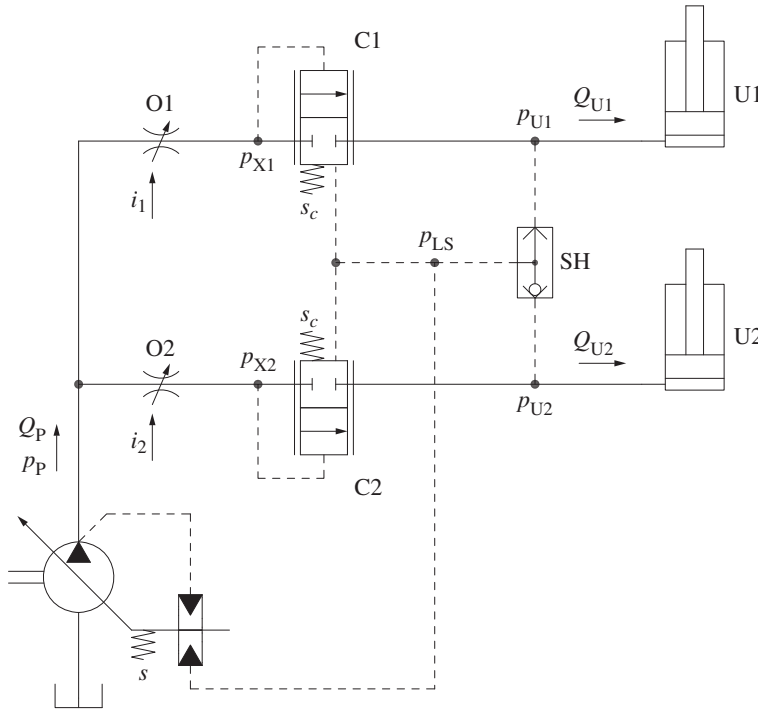 C1
U1
O1
Q_U1
p_U1
p_X1
i_1
s_c
p_LS
SH
s_c
U2
O2
p_X2
Q_U2
p_U2
Q_P
i_2
p_P
C2
s